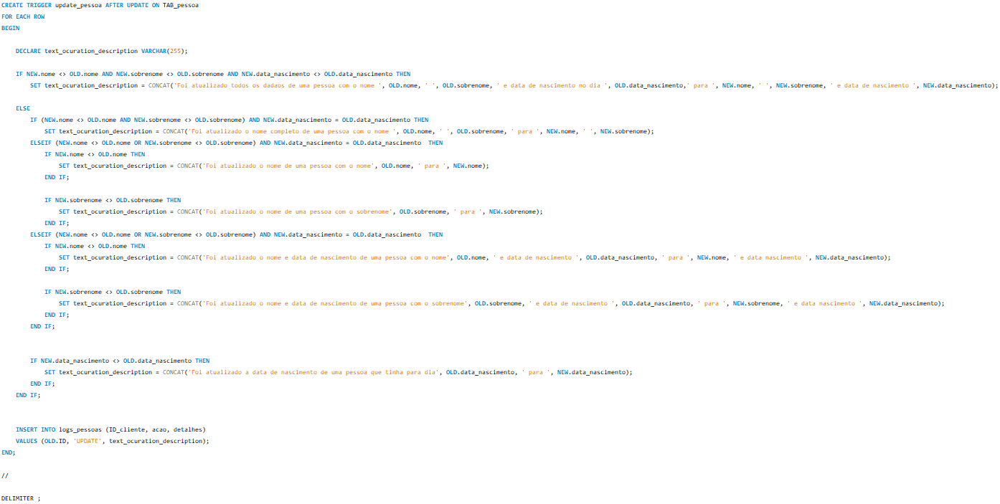 CREATE TRIGGER update_pessoa AFTER UPDATE ON TAB_pessoa
FOR EACH ROW
BEGIN
DECLARE text_ocuration_description VARCHAR(255);
IF NEW.nome <> OLD.nome AND NEW.sobrenome <> OLD.sobrenome AND NEW.data_nascimento <> OLD.data_nascimento THEN
SET text_ocuration_description = CONCAT('Foi atualizado todos os dadaos de uma pessoa com o nome ', OLD.nome, ' ', OLD.sobrenome, ' e data de nascimento no dia ', OLD.data_nascimento,' para ', NEW.nome, ' ', NEW.sobrenome, ' e data de nascimento ', NEW.data_nascimento);
ELSE
IF (NEW.nome <> OLD.nome AND NEW.sobrenome <> OLD.sobrenome) AND NEW.data_nascimento = OLD.data_nascimento THEN
SET text_ocuration_description = CONCAT('Foi atualizado o nome completo de uma pessoa com o nome ', OLD.nome, ' ', OLD.sobrenome, ' para ', NEW.nome, ' ', NEW.sobrenome);
ELSEIF (NEW.nome <> OLD.nome OR NEW.sobrenome <> OLD.sobrenome) AND NEW.data_nascimento = OLD.data_nascimento  THEN
IF NEW.nome <> OLD.nome THEN
SET text_ocuration_description = CONCAT('Foi atualizado o nome de uma pessoa com o nome', OLD.nome, ' para ', NEW.nome);
END IF;
IF NEW.sobrenome <> OLD.sobrenome THEN
SET text_ocuration_description = CONCAT('Foi atualizado o nome de uma pessoa com o sobrenome', OLD.sobrenome, ' para ', NEW.sobrenome);
END IF;
ELSEIF (NEW.nome <> OLD.nome OR NEW.sobrenome <> OLD.sobrenome) AND NEW.data_nascimento = OLD.data_nascimento  THEN
IF NEW.nome <> OLD.nome THEN
SET text_ocuration_description = CONCAT('Foi atualizado o nome e data de nascimento de uma pessoa com o nome', OLD.nome, ' e data de nascimento ', OLD.data_nascimento, ' para ', NEW.nome, ' e data nascimento ', NEW.data_nascimento);
END IF;
IF NEW.sobrenome <> OLD.sobrenome THEN
SET text_ocuration_description = CONCAT('Foi atualizado o nome e data de nascimento de uma pessoa com o sobrenome', OLD.sobrenome, ' e data de nascimento ', OLD.data_nascimento, ' para ', NEW.sobrenome, ' e data nascimento ', NEW.data_nascimento);
END IF;
END IF;
IF NEW.data_nascimento <> OLD.data_nascimento THEN
SET text_ocuration_description = CONCAT('Foi atualizado a data de nascimento de uma pessoa que tinha para dia', OLD.data_nascimento, ' para ', NEW.data_nascimento);
END IF;
END IF;
INSERT INTO logs_pessoas (ID_cliente, acao, detalhes)
VALUES (OLD.ID, 'UPDATE', text_ocuration_description);
END;
//
DELIMITER ;